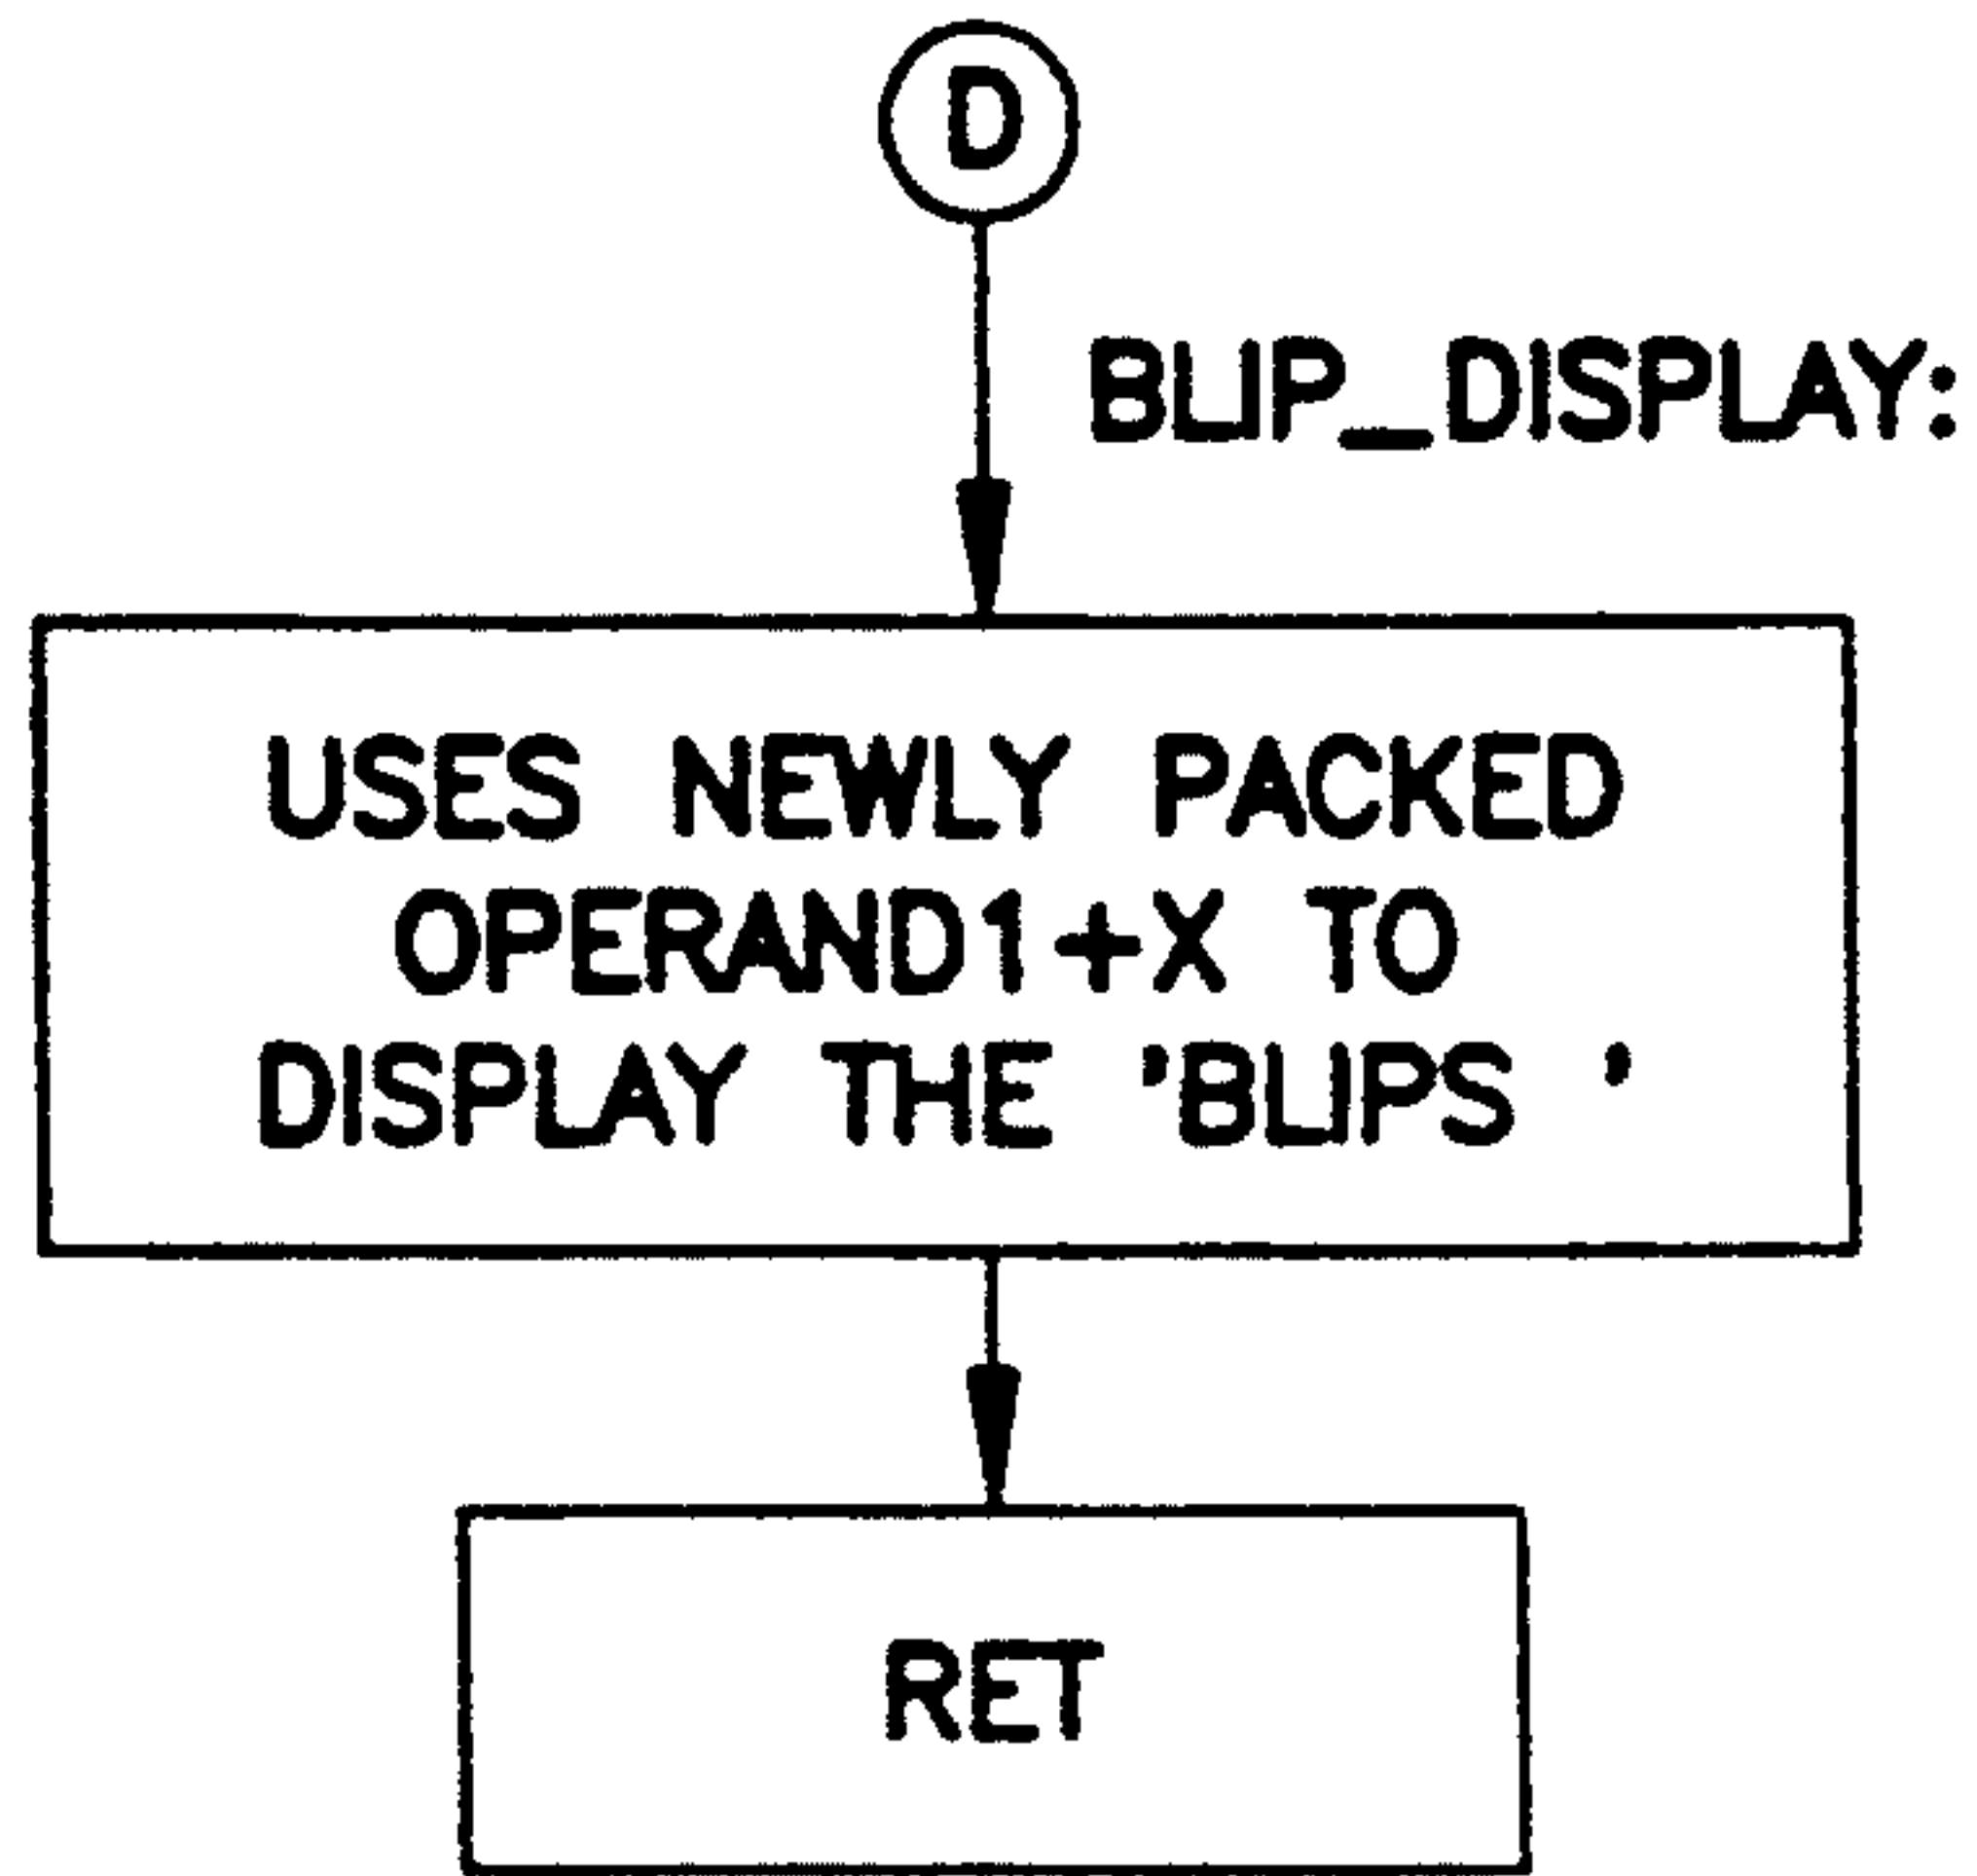 D
BLIP_DISPLAY:
USES NEWLY PACKED
OPERAND1+X TO
DISPLAY THE 'BLIPS '
RET